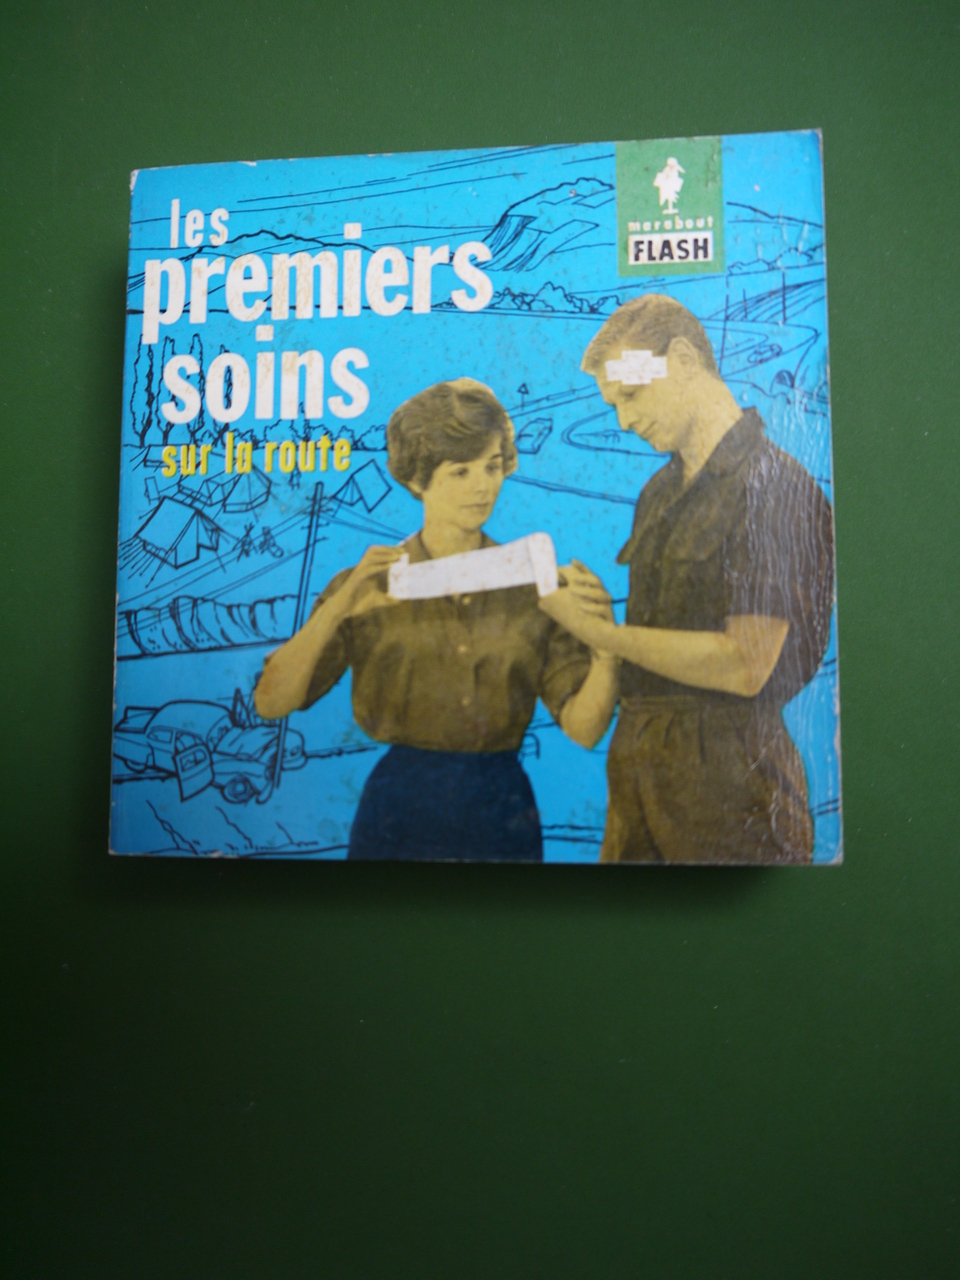 les
premiers
soins
sur la route
marabout
FLASH